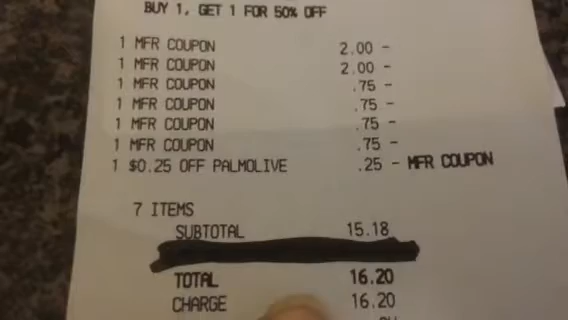 BUY 1, GET 1 FOR 50% OFF
1 MFR COUPON 2.00 -
1 MFR COUPON 2.00 -
1 MFR COUPON .75 -
1 MFR COUPON .75 -
1 MFR COUPON .75 -
1 MFR COUPON .75 -
1 $0.25 OFF PALMOLIVE .25 - MFR COUPON
7 ITEMS
SUBTOTAL 15.18
TOTAL 16.20
CHARGE 16.20